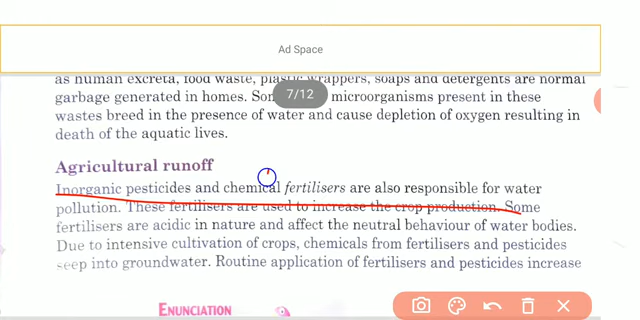 Ad Space
as human excreta, food waste, plastic wrappers, soaps and detergents are normal
garbage generated in homes. microorganisms present in these
7/12
wastes breed in the presence of water and cause depletion of oxygen resulting in
death of the aquatic lives.
Agricultural runoff
Inorganic pesticides and chemical fertilisers are also responsible for water
pollution. These fertilisers are used to increase the crop production. Some
fertilisers are acidic in nature and affect the neutral behaviour of water bodies.
Due to intensive cultivation of crops, chemicals from fertilisers and pesticides
seep into groundwater. Routine application of fertilisers and pesticides increase
ENUNCIATION